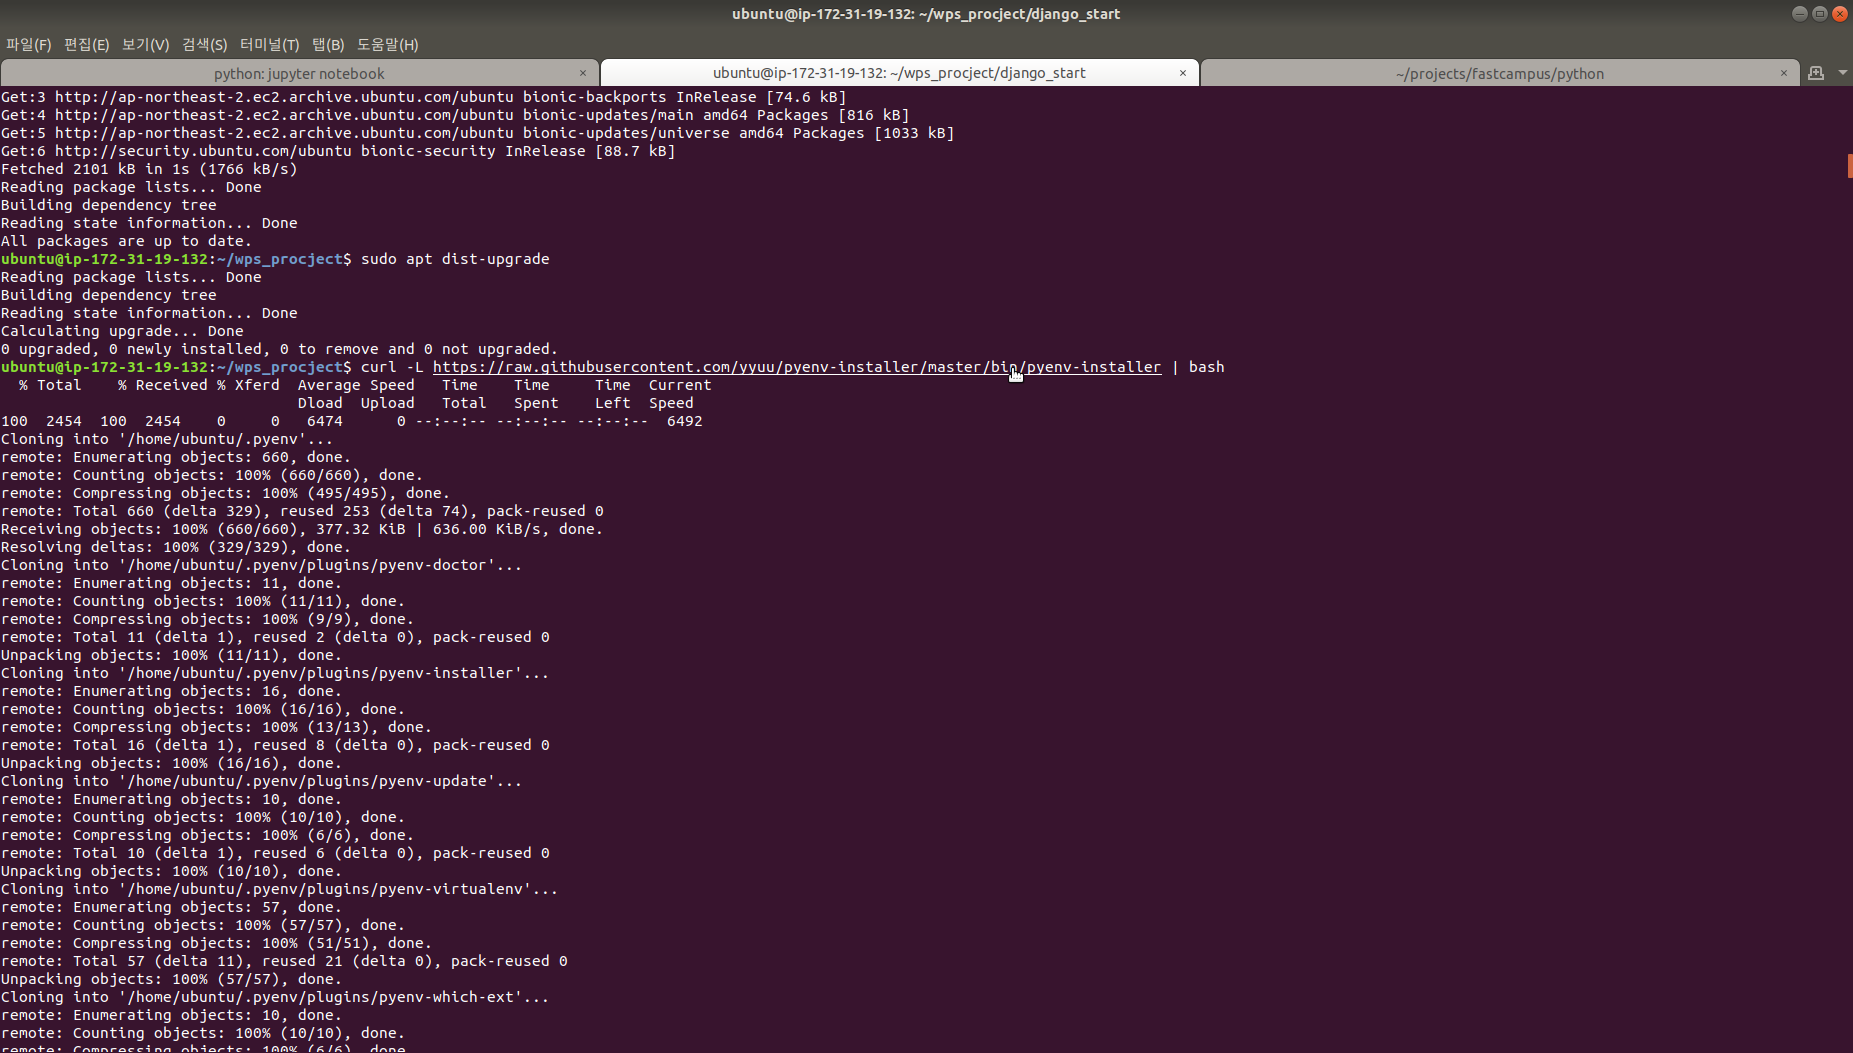 ubuntu@ip-172-31-19-132: ~/wps_procject/django_start
파일(F) 편집(E) 보기(V) 검색(S) 터미널(T) 탭(B) 도움말(H)
python: jupyter notebook × ubuntu@ip-172-31-19-132: ~/wps_procject/django_start × ~/projects/fastcampus/python ×
Get:3 http://ap-northeast-2.ec2.archive.ubuntu.com/ubuntu bionic-backports InRelease [74.6 kB]
Get:4 http://ap-northeast-2.ec2.archive.ubuntu.com/ubuntu bionic-updates/main amd64 Packages [816 kB]
Get:5 http://ap-northeast-2.ec2.archive.ubuntu.com/ubuntu bionic-updates/universe amd64 Packages [1033 kB]
Get:6 http://security.ubuntu.com/ubuntu bionic-security InRelease [88.7 kB]
Fetched 2101 kB in 1s (1766 kB/s)
Reading package lists... Done
Building dependency tree
Reading state information... Done
All packages are up to date.
ubuntu@ip-172-31-19-132:~/wps_procject$ sudo apt dist-upgrade
Reading package lists... Done
Building dependency tree
Reading state information... Done
Calculating upgrade... Done
0 upgraded, 0 newly installed, 0 to remove and 0 not upgraded.
ubuntu@ip-172-31-19-132:~/wps_procject$ curl -L https://raw.githubusercontent.com/yyuu/pyenv-installer/master/bin/pyenv-installer | bash
% Total % Received % Xferd Average Speed Time Time Time Current
Dload Upload Total Spent Left Speed
100 2454 100 2454 0 0 6474 0 --:--:-- --:--:-- --:--:-- 6492
Cloning into '/home/ubuntu/.pyenv'...
remote: Enumerating objects: 660, done.
remote: Counting objects: 100% (660/660), done.
remote: Compressing objects: 100% (495/495), done.
remote: Total 660 (delta 329), reused 253 (delta 74), pack-reused 0
Receiving objects: 100% (660/660), 377.32 KiB | 636.00 KiB/s, done.
Resolving deltas: 100% (329/329), done.
Cloning into '/home/ubuntu/.pyenv/plugins/pyenv-doctor'...
remote: Enumerating objects: 11, done.
remote: Counting objects: 100% (11/11), done.
remote: Compressing objects: 100% (9/9), done.
remote: Total 11 (delta 1), reused 2 (delta 0), pack-reused 0
Unpacking objects: 100% (11/11), done.
Cloning into '/home/ubuntu/.pyenv/plugins/pyenv-installer'...
remote: Enumerating objects: 16, done.
remote: Counting objects: 100% (16/16), done.
remote: Compressing objects: 100% (13/13), done.
remote: Total 16 (delta 1), reused 8 (delta 0), pack-reused 0
Unpacking objects: 100% (16/16), done.
Cloning into '/home/ubuntu/.pyenv/plugins/pyenv-update'...
remote: Enumerating objects: 10, done.
remote: Counting objects: 100% (10/10), done.
remote: Compressing objects: 100% (6/6), done.
remote: Total 10 (delta 1), reused 6 (delta 0), pack-reused 0
Unpacking objects: 100% (10/10), done.
Cloning into '/home/ubuntu/.pyenv/plugins/pyenv-virtualenv'...
remote: Enumerating objects: 57, done.
remote: Counting objects: 100% (57/57), done.
remote: Compressing objects: 100% (51/51), done.
remote: Total 57 (delta 11), reused 21 (delta 0), pack-reused 0
Unpacking objects: 100% (57/57), done.
Cloning into '/home/ubuntu/.pyenv/plugins/pyenv-which-ext'...
remote: Enumerating objects: 10, done.
remote: Counting objects: 100% (10/10), done.
remote: Compressing objects: 100% (6/6), done.